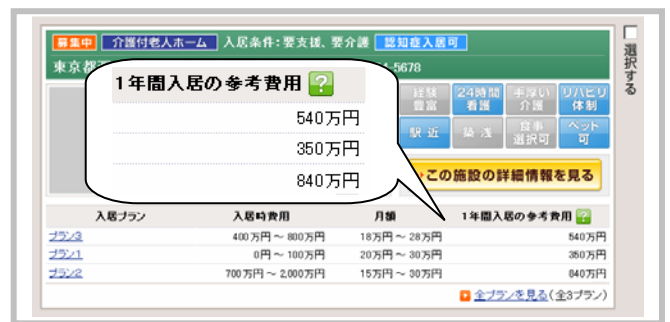 募集中 介護付老人ホーム 入居条件：要支援、要介護 認知症入居可
東京都
-5678
選択する
1年間入居の参考費用 ?
540万円
350万円
840万円
経験豊富 24時間看護 手厚い介護 リハビリ体制
駅近 築浅 食事選択可 ペット可
この施設の詳細情報を見る
入居プラン 入居時費用 月額 1年間入居の参考費用 ?
プラン3 400万円 ～ 800万円 18万円 ～ 28万円 540万円
プラン1 0円 ～ 100万円 20万円 ～ 30万円 350万円
プラン2 700万円 ～ 2,000万円 15万円 ～ 30万円 840万円
全プランを見る(全3プラン)